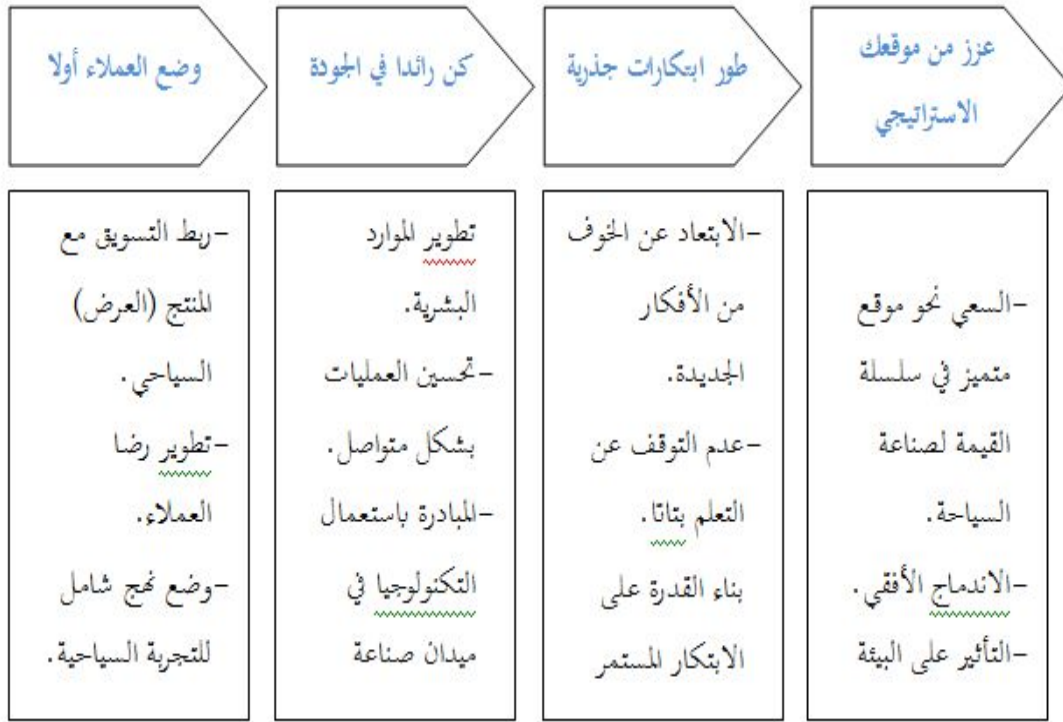 وضع العملاء أولا
-ربط التسويق مع
المنتج (العرض)
السياحي.
-تطوير رضا
العملاء.
-وضع نهج شامل
للتجربة السياحية.
كن رائدا في الجودة
تطوير الموارد
البشرية.
-تحسين العمليات
بشكل متواصل.
-المبادرة باستعمال
التكنولوجيا في
ميدان صناعة
طور ابتكارات جذرية
-الابتعاد عن الخوف
من الأفكار
الجديدة.
-عدم التوقف عن
التعلم بتاتا.
بناء القدرة على
الابتكار المستمر
عزز من موقعك
الاستراتيجي
-السعي نحو موقع
متميز في سلسلة
القيمة لصناعة
السياحة.
-الاندماج الأفقي.
-التأثير على البيئة